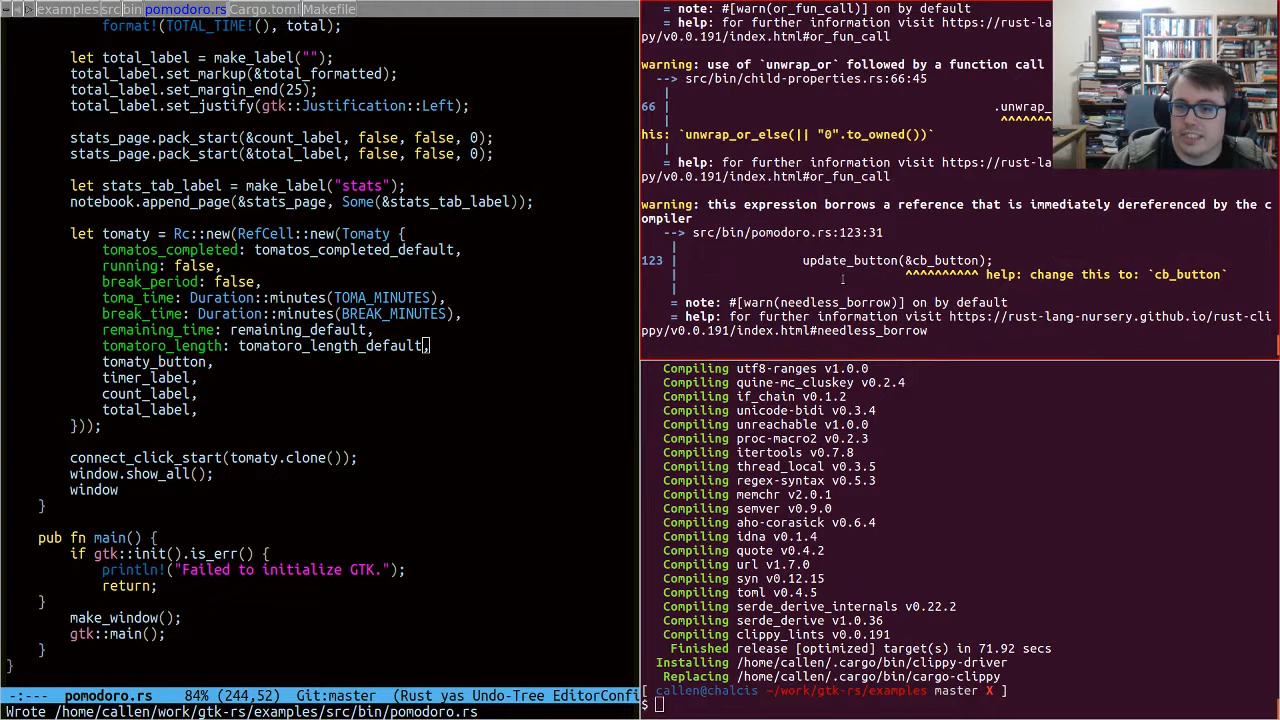 examples src bin pomodoro.rs Cargo.toml Makefile
format!(TOTAL_TIME!(), total);
let total_label = make_label("");
total_label.set_markup(&total_formatted);
total_label.set_margin_end(25);
total_label.set_justify(gtk::Justification::Left);
stats_page.pack_start(&count_label, false, false, 0);
stats_page.pack_start(&total_label, false, false, 0);
let stats_tab_label = make_label("stats");
notebook.append_page(&stats_page, Some(&stats_tab_label));
let tomaty = Rc::new(RefCell::new(Tomaty {
tomatos_completed: tomatos_completed_default,
running: false,
break_period: false,
toma_time: Duration::minutes(TOMA_MINUTES),
break_time: Duration::minutes(BREAK_MINUTES),
remaining_time: remaining_default,
tomatoro_length: tomatoro_length_default,
tomaty_button,
timer_label,
count_label,
total_label,
}));
connect_click_start(tomaty.clone());
window.show_all();
window
}
pub fn main() {
if gtk::init().is_err() {
println!("Failed to initialize GTK.");
return;
}
make_window();
gtk::main();
}
}
-:--- pomodoro.rs 84% (244,52) Git:master (Rust yas Undo-Tree EditorConfi
Wrote /home/callen/work/gtk-rs/examples/src/bin/pomodoro.rs
= note: #[warn(or_fun_call)] on by default
= help: for further information visit https://rust-la
py/v0.0.191/index.html#or_fun_call
warning: use of `unwrap_or` followed by a function call
--> src/bin/child-properties.rs:66:45
|
66 | .unwrap_
| ^^^^^^^
his: `unwrap_or_else(|| "0".to_owned())`
|
= help: for further information visit https://rust-la
py/v0.0.191/index.html#or_fun_call
warning: this expression borrows a reference that is immediately dereferenced by the c
ompiler
--> src/bin/pomodoro.rs:123:31
|
123 | update_button(&cb_button);
| ^^^^^^^^^^ help: change this to: `cb_button`
|
= note: #[warn(needless_borrow)] on by default
= help: for further information visit https://rust-lang-nursery.github.io/rust-cli
ppy/v0.0.191/index.html#needless_borrow
Compiling utf8-ranges v1.0.0
Compiling quine-mc_cluskey v0.2.4
Compiling if_chain v0.1.2
Compiling unicode-bidi v0.3.4
Compiling unreachable v1.0.0
Compiling proc-macro2 v0.2.3
Compiling itertools v0.7.8
Compiling thread_local v0.3.5
Compiling regex-syntax v0.5.3
Compiling memchr v2.0.1
Compiling semver v0.9.0
Compiling aho-corasick v0.6.4
Compiling idna v0.1.4
Compiling quote v0.4.2
Compiling url v1.7.0
Compiling syn v0.12.15
Compiling toml v0.4.5
Compiling serde_derive_internals v0.22.2
Compiling serde_derive v1.0.36
Compiling clippy_lints v0.0.191
Finished release [optimized] target(s) in 71.92 secs
Installing /home/callen/.cargo/bin/clippy-driver
Replacing /home/callen/.cargo/bin/cargo-clippy
[ callen@chalcis ~/work/gtk-rs/examples master X ]
$